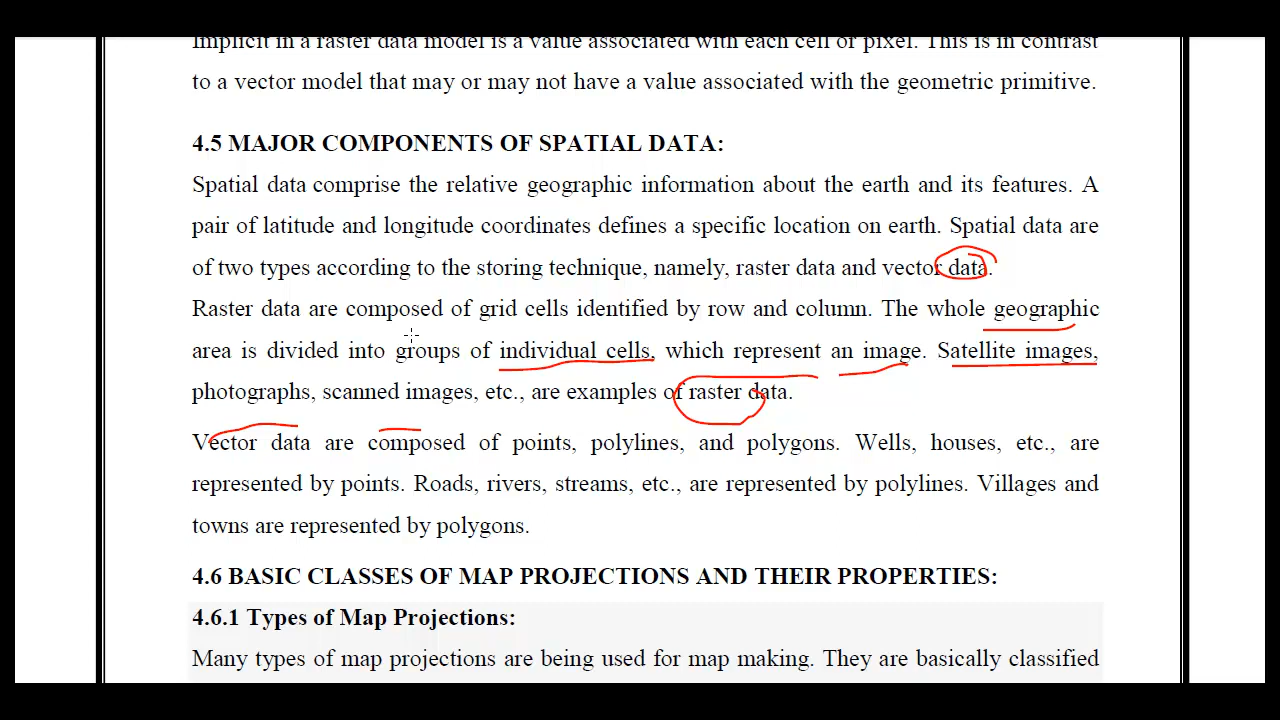 Implicit in a raster data model is a value associated with each cell or pixel. This is in contrast
to a vector model that may or may not have a value associated with the geometric primitive.
4.5 MAJOR COMPONENTS OF SPATIAL DATA:
Spatial data comprise the relative geographic information about the earth and its features. A
pair of latitude and longitude coordinates defines a specific location on earth. Spatial data are
of two types according to the storing technique, namely, raster data and vector data.
Raster data are composed of grid cells identified by row and column. The whole geographic
area is divided into groups of individual cells, which represent an image. Satellite images,
photographs, scanned images, etc., are examples of raster data.
Vector data are composed of points, polylines, and polygons. Wells, houses, etc., are
represented by points. Roads, rivers, streams, etc., are represented by polylines. Villages and
towns are represented by polygons.
4.6 BASIC CLASSES OF MAP PROJECTIONS AND THEIR PROPERTIES:
4.6.1 Types of Map Projections:
Many types of map projections are being used for map making. They are basically classified